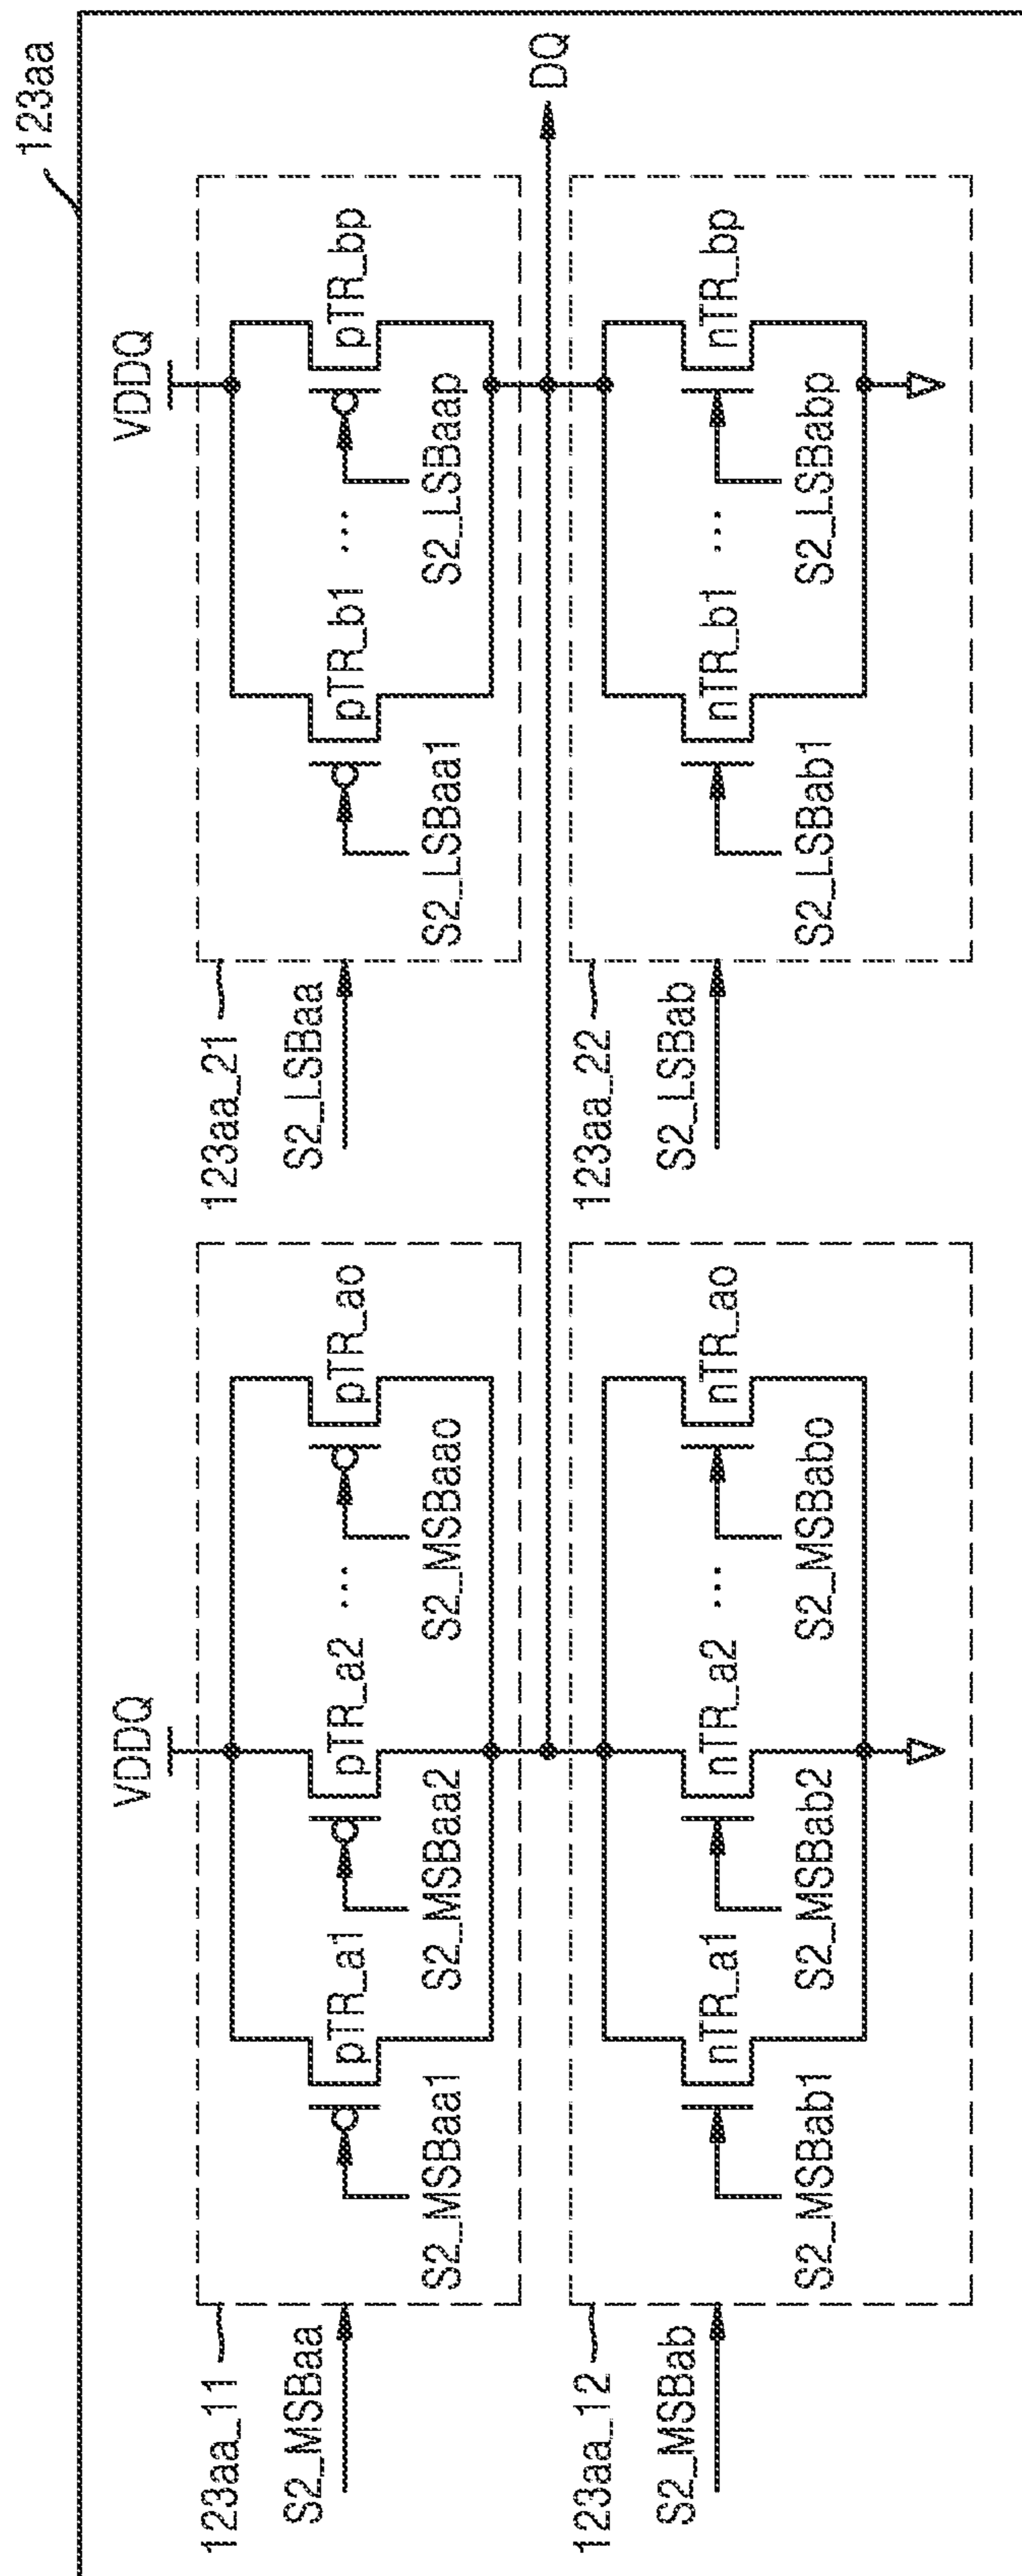 123aa
VDDQ
VDDQ
123aa_11
S2_MSBaa
pTR_a1
pTR_a2
...
pTR_ao
S2_MSBaa1
S2_MSBaa2
S2_MSBaao
123aa_21
S2_LSBaa
pTR_b1
...
pTR_bp
S2_LSBaa1
S2_LSBaap
DQ
123aa_12
S2_MSBab
nTR_a1
nTR_a2
...
nTR_ao
S2_MSBab1
S2_MSBab2
S2_MSBabo
123aa_22
S2_LSBab
nTR_b1
...
nTR_bp
S2_LSBab1
S2_LSBabp